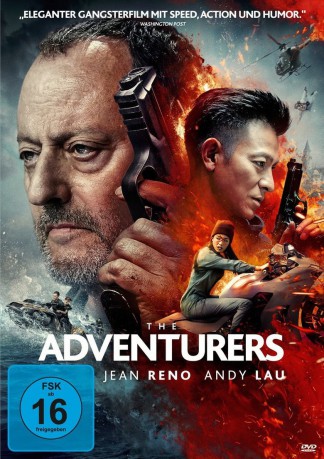 „ELEGANTER GANGSTERFILM MIT SPEED, ACTION UND HUMOR."
WASHINGTON POST
THE
ADVENTURERS
JEAN RENO ANDY LAU
FSK
ab
16
freigegeben
DVD